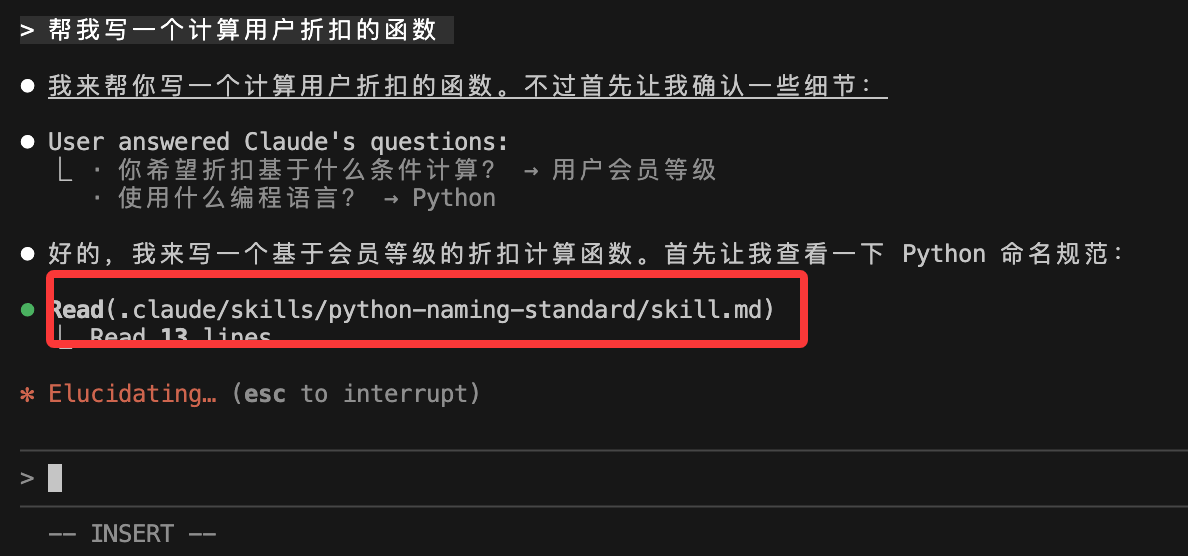 > 帮我写一个计算用户折扣的函数
● 我来帮你写一个计算用户折扣的函数。不过首先让我确认一些细节：
● User answered Claude's questions:
⎿ · 你希望折扣基于什么条件计算？ → 用户会员等级
· 使用什么编程语言？ → Python
● 好的，我来写一个基于会员等级的折扣计算函数。首先让我查看一下 Python 命名规范：
● Read(.claude/skills/python-naming-standard/skill.md)
⎿ Read 13 lines
✻ Elucidating… (esc to interrupt)
>
-- INSERT --